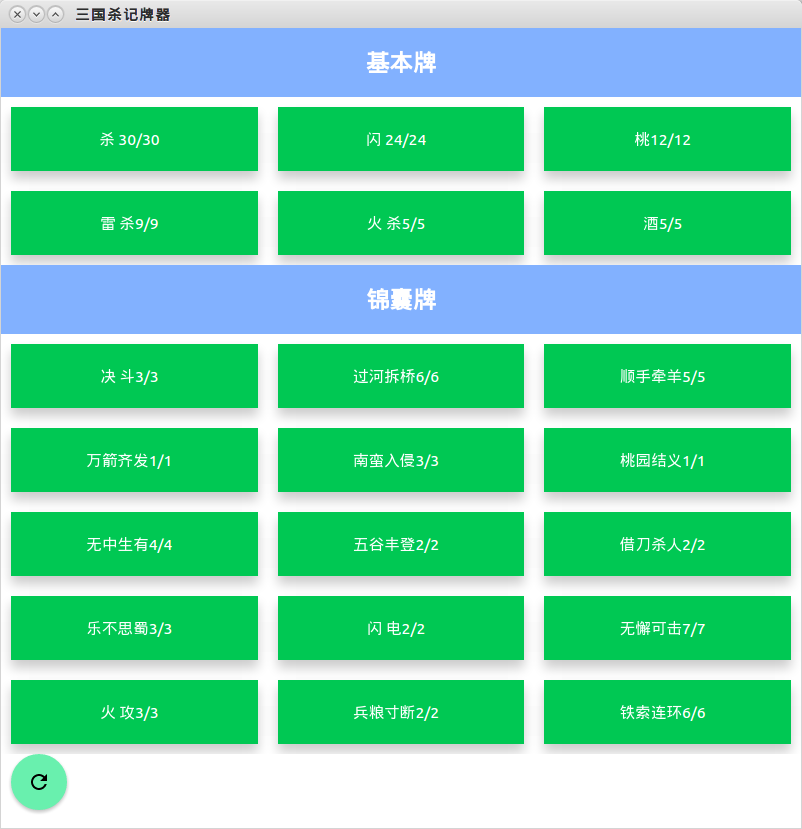 三国杀记牌器
基本牌
杀 30/30
闪 24/24
桃12/12
雷 杀9/9
火 杀5/5
酒5/5
锦囊牌
决 斗3/3
过河拆桥6/6
顺手牵羊5/5
万箭齐发1/1
南蛮入侵3/3
桃园结义1/1
无中生有4/4
五谷丰登2/2
借刀杀人2/2
乐不思蜀3/3
闪 电2/2
无懈可击7/7
火 攻3/3
兵粮寸断2/2
铁索连环6/6